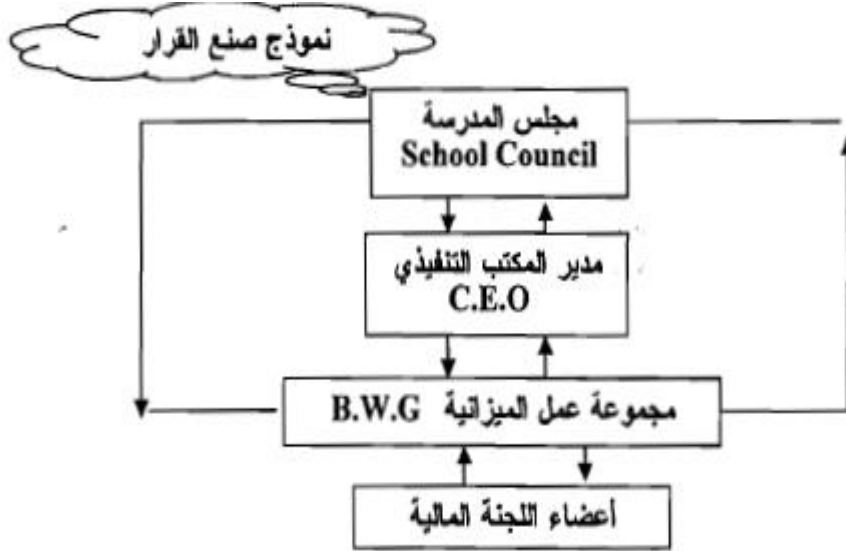 نموذج صنع القرار
مجلس المدرسة
School Council
مدير المكتب التنفيذي
C.E.O
مجموعة عمل الميزانية B.W.G
أعضاء اللجنة المالية